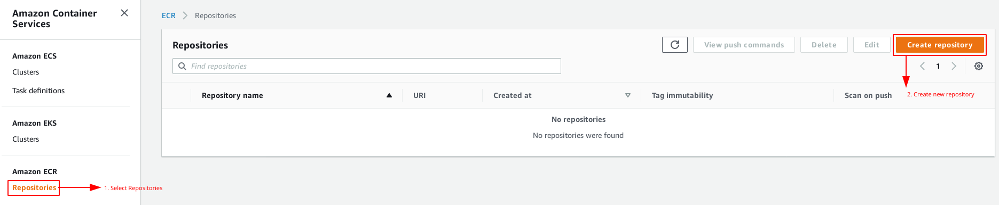 Amazon Container
Services
Amazon ECS
Clusters
Task definitions
Amazon EKS
Clusters
Amazon ECR
Repositories
1. Select Repositories
ECR
Repositories
Repositories
View push commands
Delete
Edit
Create repository
Find repositories
1
Repository name
URI
Created at
Tag immutability
Scan on push
2. Create new repository
No repositories
No repositories were found